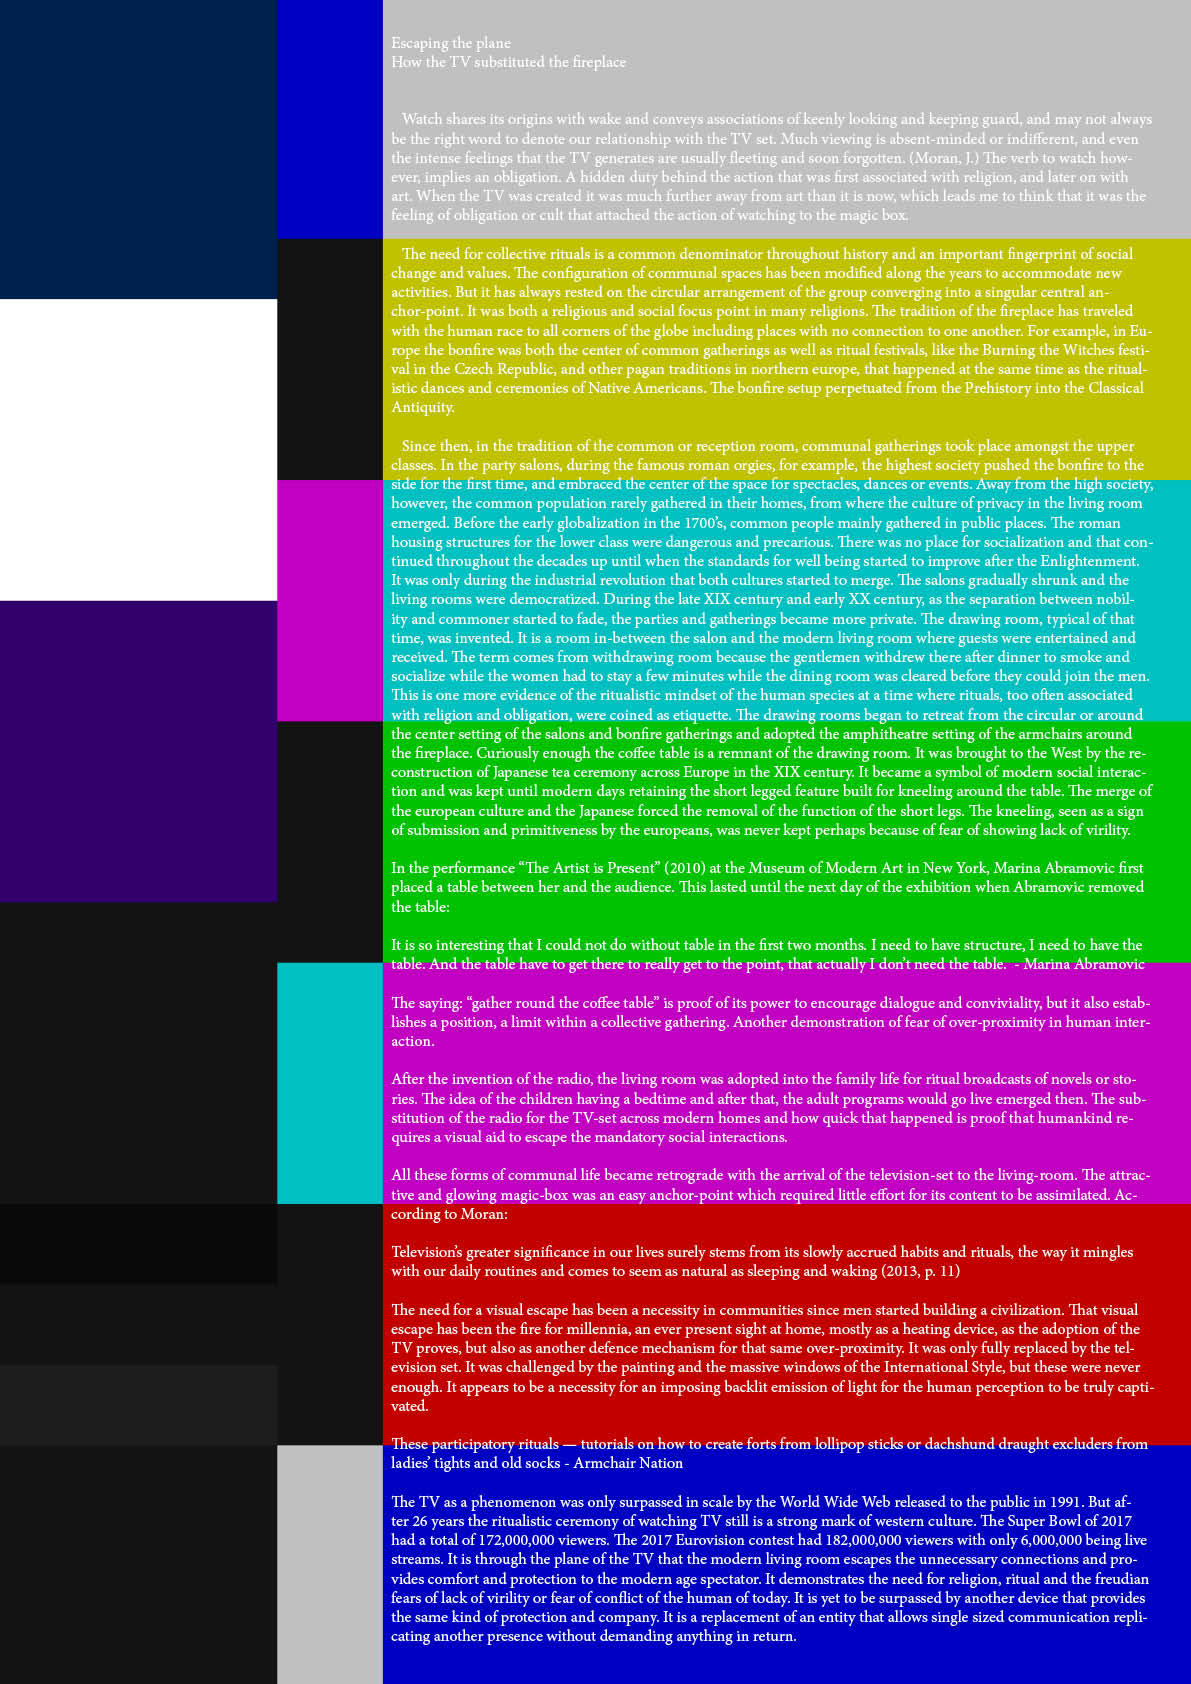 Escaping the plane
How the TV substituted the fireplace
Watch shares its origins with wake and conveys associations of keenly looking and keeping guard, and may not always
be the right word to denote our relationship with the TV set. Much viewing is absent-minded or indifferent, and even
the intense feelings that the TV generates are usually fleeting and soon forgotten. (Moran, J.) The verb to watch how-
ever, implies an obligation. A hidden duty behind the action that was first associated with religion, and later on with
art. When the TV was created it was much further away from art than it is now, which leads me to think that it was the
feeling of obligation or cult that attached the action of watching to the magic box.
The need for collective rituals is a common denominator throughout history and an important fingerprint of social
change and values. The configuration of communal spaces has been modified along the years to accommodate new
activities. But it has always rested on the circular arrangement of the group converging into a singular central an-
chor-point. It was both a religious and social focus point in many religions. The tradition of the fireplace has traveled
with the human race to all corners of the globe including places with no connection to one another. For example, in Eu-
rope the bonfire was both the center of common gatherings as well as ritual festivals, like the Burning the Witches festi-
val in the Czech Republic, and other pagan traditions in northern europe, that happened at the same time as the ritual-
istic dances and ceremonies of Native Americans. The bonfire setup perpetuated from the Prehistory into the Classical
Antiquity.
Since then, in the tradition of the common or reception room, communal gatherings took place amongst the upper
classes. In the party salons, during the famous roman orgies, for example, the highest society pushed the bonfire to the
side for the first time, and embraced the center of the space for spectacles, dances or events. Away from the high society,
however, the common population rarely gathered in their homes, from where the culture of privacy in the living room
emerged. Before the early globalization in the 1700's, common people mainly gathered in public places. The roman
housing structures for the lower class were dangerous and precarious. There was no place for socialization and that con-
tinued throughout the decades up until when the standards for well being started to improve after the Enlightenment.
It was only during the industrial revolution that both cultures started to merge. The salons gradually shrunk and the
living rooms were democratized. During the late XIX century and early XX century, as the separation between nobil-
ity and commoner started to fade, the parties and gatherings became more private. The drawing room, typical of that
time, was invented. It is a room in-between the salon and the modern living room where guests were entertained and
received. The term comes from withdrawing room because the gentlemen withdrew there after dinner to smoke and
socialize while the women had to stay a few minutes while the dining room was cleared before they could join the men.
This is one more evidence of the ritualistic mindset of the human species at a time where rituals, too often associated
with religion and obligation, were coined as etiquette. The drawing rooms began to retreat from the circular or around
the center setting of the salons and bonfire gatherings and adopted the amphitheatre setting of the armchairs around
the fireplace. Curiously enough the coffee table is a remnant of the drawing room. It was brought to the West by the re-
construction of Japanese tea ceremony across Europe in the XIX century. It became a symbol of modern social interac-
tion and was kept until modern days retaining the short legged feature built for kneeling around the table. The merge of
the european culture and the Japanese forced the removal of the function of the short legs. The kneeling, seen as a sign
of submission and primitiveness by the europeans, was never kept perhaps because of fear of showing lack of virility.
In the performance “The Artist is Present” (2010) at the Museum of Modern Art in New York, Marina Abramovic first
placed a table between her and the audience. This lasted until the next day of the exhibition when Abramovic removed
the table:
It is so interesting that I could not do without table in the first two months. I need to have structure, I need to have the
table. And the table have to get there to really get to the point, that actually I don't need the table. - Marina Abramovic
The saying: “gather round the coffee table” is proof of its power to encourage dialogue and conviviality, but it also estab-
lishes a position, a limit within a collective gathering. Another demonstration of fear of over-proximity in human inter-
action.
After the invention of the radio, the living room was adopted into the family life for ritual broadcasts of novels or sto-
ries. The idea of the children having a bedtime and after that, the adult programs would go live emerged then. The sub-
stitution of the radio for the TV-set across modern homes and how quick that happened is proof that humankind re-
quires a visual aid to escape the mandatory social interactions.
All these forms of communal life became retrograde with the arrival of the television-set to the living-room. The attrac-
tive and glowing magic-box was an easy anchor-point which required little effort for its content to be assimilated. Ac-
cording to Moran:
Television's greater significance in our lives surely stems from its slowly accrued habits and rituals, the way it mingles
with our daily routines and comes to seem as natural as sleeping and waking (2013, p. 11)
The need for a visual escape has been a necessity in communities since men started building a civilization. That visual
escape has been the fire for millennia, an ever present sight at home, mostly as a heating device, as the adoption of the
TV proves, but also as another defence mechanism for that same over-proximity. It was only fully replaced by the tel-
evision set. It was challenged by the painting and the massive windows of the International Style, but these were never
enough. It appears to be a necessity for an imposing backlit emission of light for the human perception to be truly capti-
vated.
These participatory rituals — tutorials on how to create forts from lollipop sticks or dachshund draught excluders from
ladies' tights and old socks - Armchair Nation
The TV as a phenomenon was only surpassed in scale by the World Wide Web released to the public in 1991. But af-
ter 26 years the ritualistic ceremony of watching TV still is a strong mark of western culture. The Super Bowl of 2017
had a total of 172,000,000 viewers. The 2017 Eurovision contest had 182,000,000 viewers with only 6,000,000 being live
streams. It is through the plane of the TV that the modern living room escapes the unnecessary connections and pro-
vides comfort and protection to the modern age spectator. It demonstrates the need for religion, ritual and the freudian
fears of lack of virility or fear of conflict of the human of today. It is yet to be surpassed by another device that provides
the same kind of protection and company. It is a replacement of an entity that allows single sized communication repli-
cating another presence without demanding anything in return.